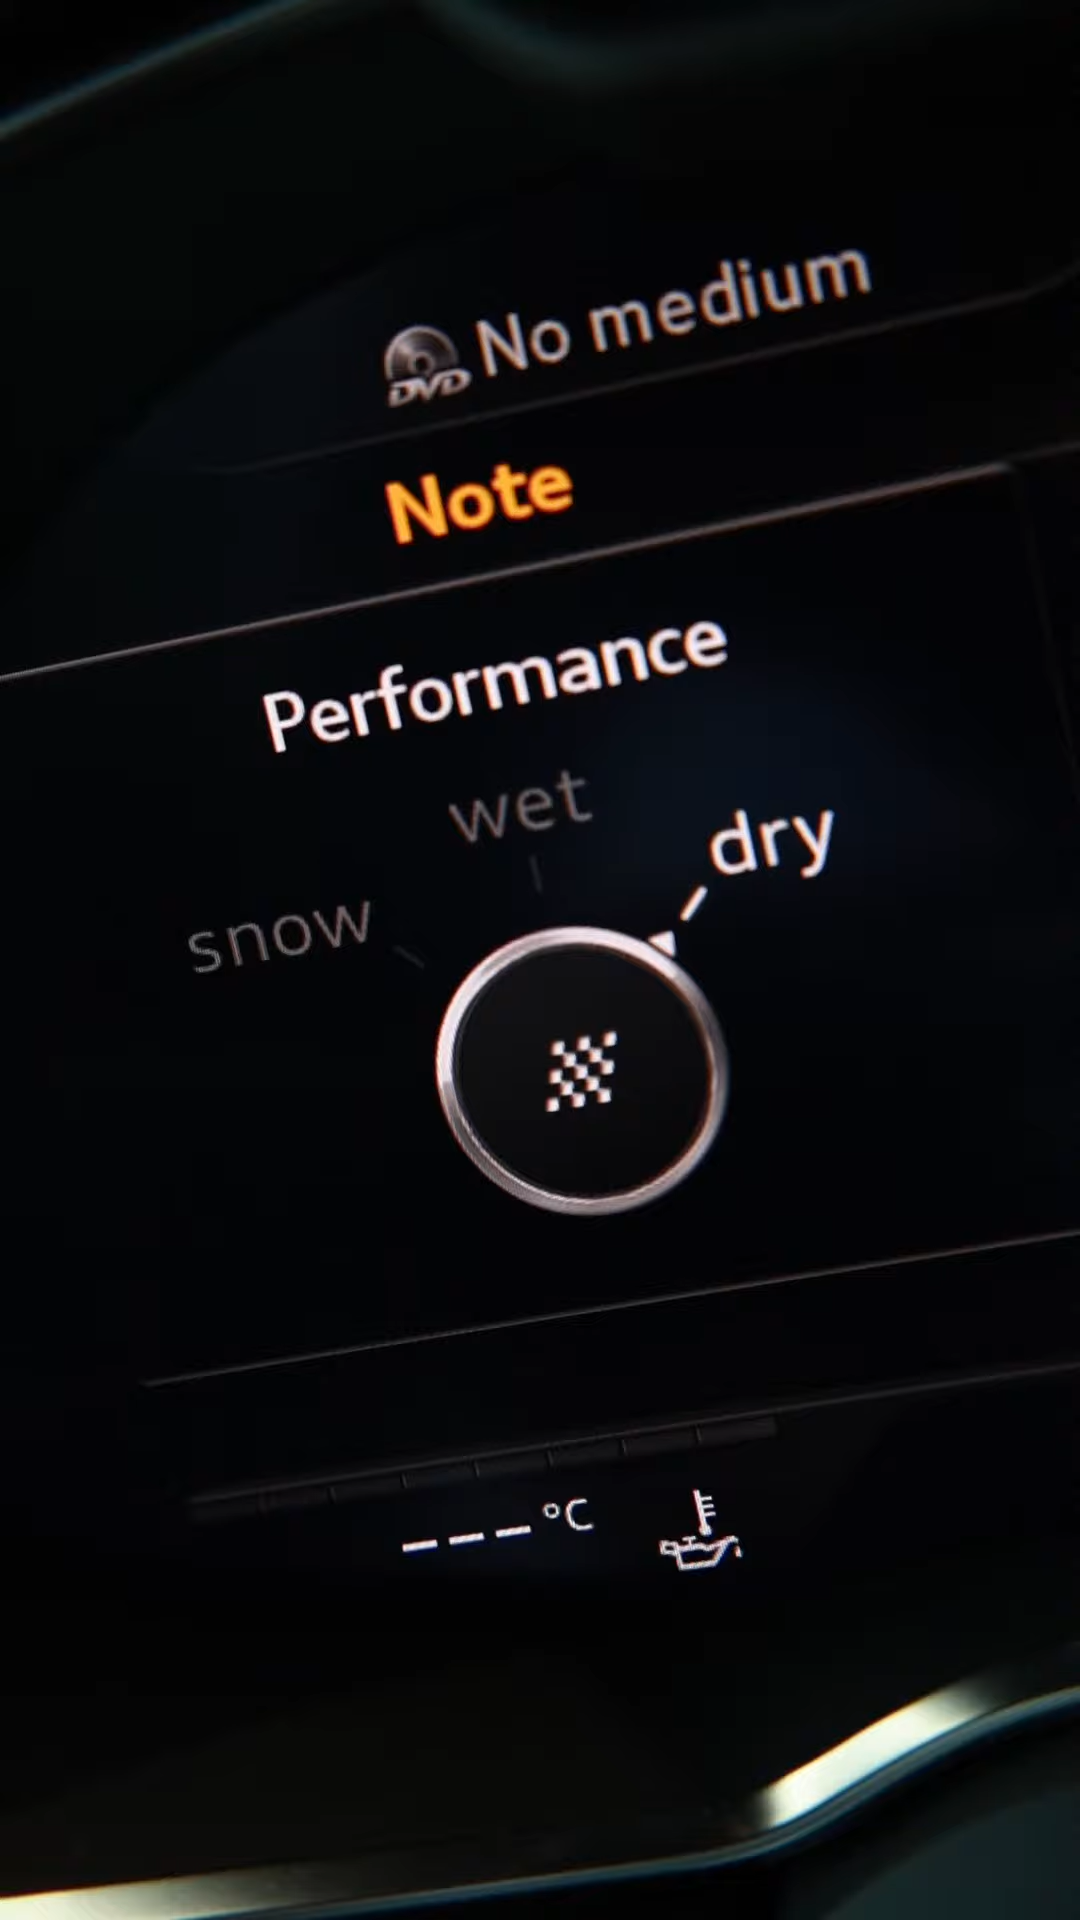 DVD No medium
Note
Performance
wet
dry
snow
---°C